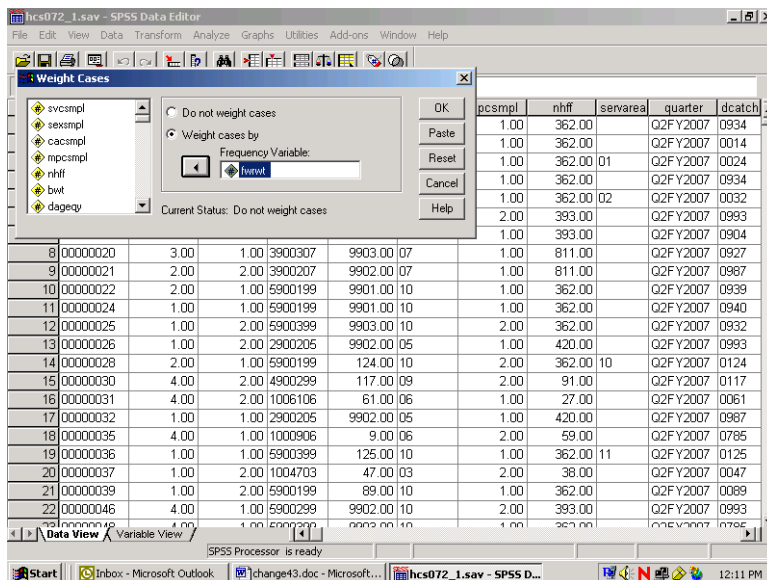 hcs072_1.sav - SPSS Data Editor
File Edit View Data Transform Analyze Graphs Utilities Add-ons Window Help
Weight Cases
svcsmpl
sexsmpl
cacsmpl
mpcsmpl
nhff
bwt
dageqy
Do not weight cases
Weight cases by
Frequency Variable:
fwrwt
Current Status: Do not weight cases
OK
Paste
Reset
Cancel
Help
pcsmpl nhff servarea quarter dcatch
1.00 362.00 Q2FY2007 0934
1.00 362.00 Q2FY2007 0014
1.00 362.00 01 Q2FY2007 0024
1.00 362.00 Q2FY2007 0934
1.00 362.00 02 Q2FY2007 0032
2.00 393.00 Q2FY2007 0993
1.00 393.00 Q2FY2007 0904
8 00000020 3.00 1.00 3900307 9903.00 07 1.00 811.00 Q2FY2007 0927
9 00000021 2.00 2.00 3900207 9902.00 07 1.00 811.00 Q2FY2007 0987
10 00000022 2.00 1.00 5900199 9901.00 10 1.00 362.00 Q2FY2007 0939
11 00000024 1.00 1.00 5900199 9901.00 10 1.00 362.00 Q2FY2007 0940
12 00000025 1.00 2.00 5900399 9903.00 10 2.00 362.00 Q2FY2007 0932
13 00000026 1.00 2.00 2900205 9902.00 05 1.00 420.00 Q2FY2007 0993
14 00000028 2.00 1.00 5900199 124.00 10 2.00 362.00 10 Q2FY2007 0124
15 00000030 4.00 2.00 4900299 117.00 09 2.00 91.00 Q2FY2007 0117
16 00000031 4.00 2.00 1006106 61.00 06 1.00 27.00 Q2FY2007 0061
17 00000032 1.00 1.00 2900205 9902.00 05 1.00 420.00 Q2FY2007 0987
18 00000035 4.00 1.00 1000906 9.00 06 2.00 59.00 Q2FY2007 0785
19 00000036 1.00 1.00 5900399 125.00 10 1.00 362.00 11 Q2FY2007 0125
20 00000037 1.00 2.00 1004703 47.00 03 2.00 38.00 Q2FY2007 0047
21 00000039 1.00 2.00 5900199 89.00 10 1.00 362.00 Q2FY2007 0089
22 00000046 4.00 1.00 5900299 9902.00 10 2.00 393.00 Q2FY2007 0993
Data View Variable View
SPSS Processor is ready
Start Inbox - Microsoft Outlook change43.doc - Microsoft... hcs072_1.sav - SPSS D... 12:11 PM